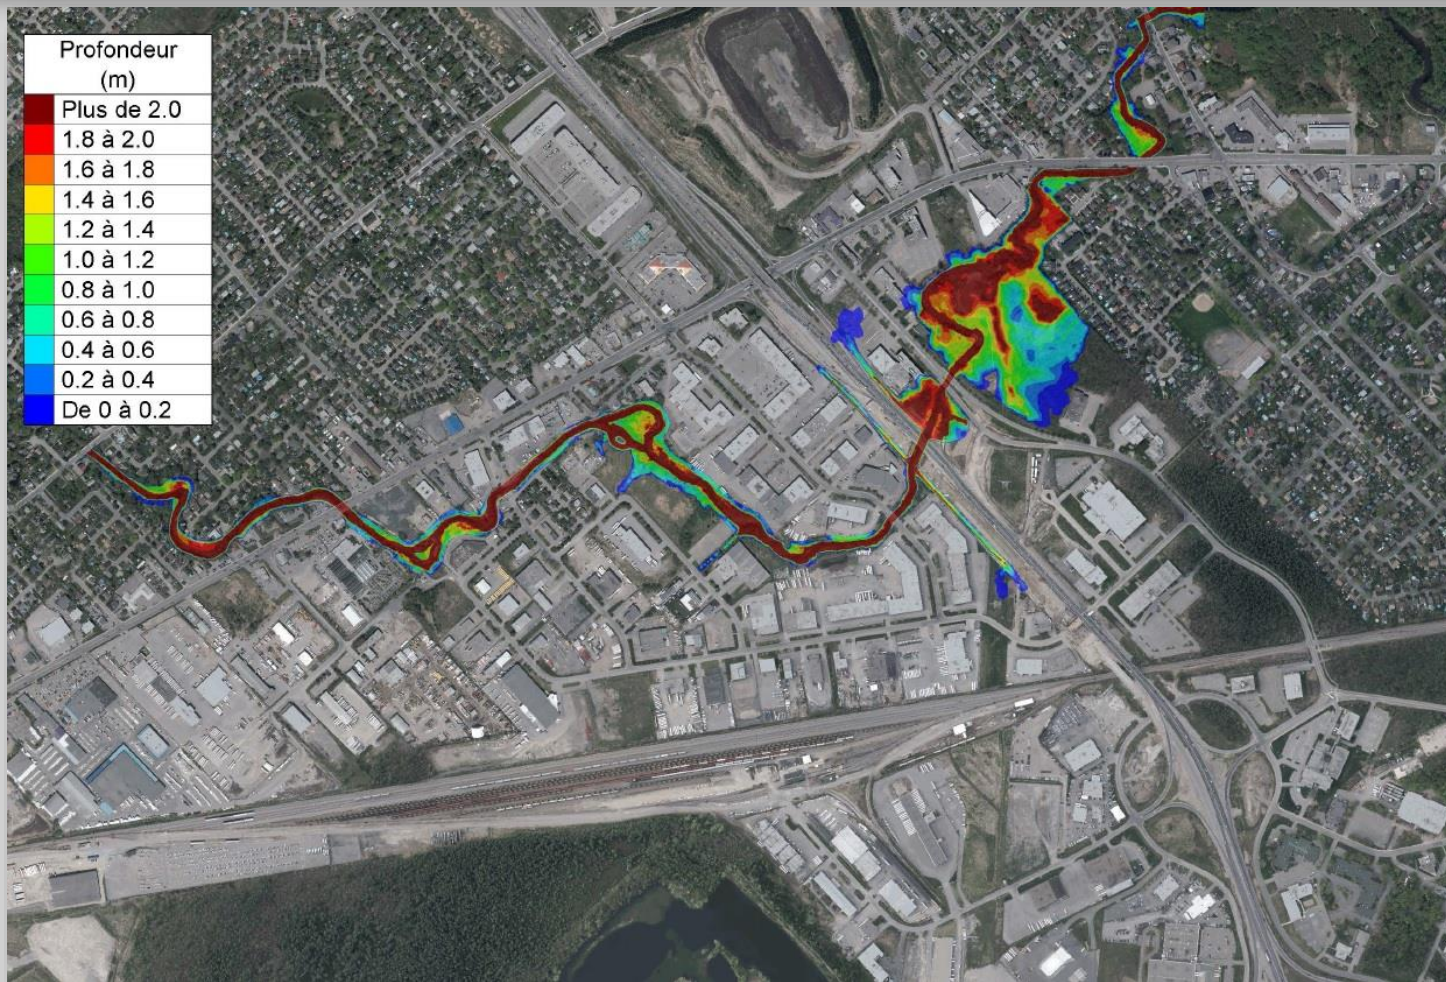 Profondeur
(m)
Plus de 2.0
1.8 à 2.0
1.6 à 1.8
1.4 à 1.6
1.2 à 1.4
1.0 à 1.2
0.8 à 1.0
0.6 à 0.8
0.4 à 0.6
0.2 à 0.4
De 0 à 0.2